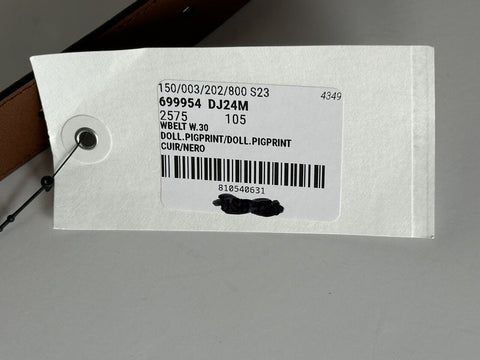 150/003/202/800 S23
4349
699954 DJ24M
2575 105
WBELT W.30
DOLL.PIGPRINT/DOLL.PIGPRINT
CUIR/NERO
810540631